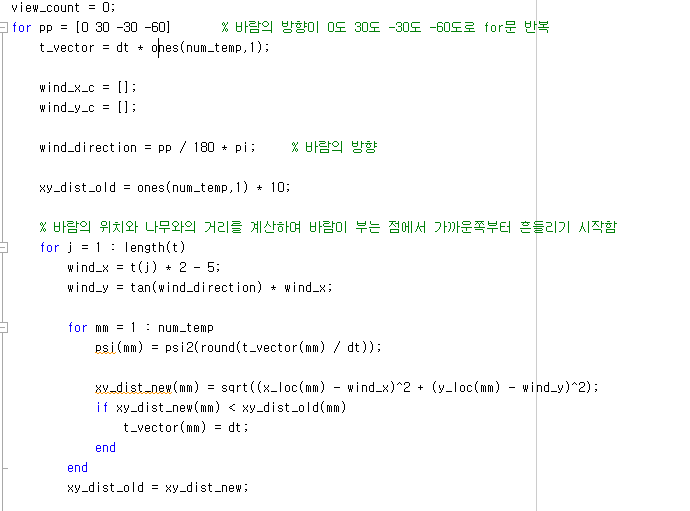 view_count = 0;
for pp = [0 30 -30 -60]       % 바람의 방향이 0도 30도 -30도 -60도로 for문 반복
    t_vector = dt * ones(num_temp,1);
    wind_x_c = [];
    wind_y_c = [];
    wind_direction = pp / 180 * pi;     % 바람의 방향
    xy_dist_old = ones(num_temp,1) * 10;
    % 바람의 위치와 나무와의 거리를 계산하여 바람이 부는 점에서 가까운쪽부터 흔들리기 시작함
    for j = 1 : length(t)
        wind_x = t(j) * 2 - 5;
        wind_y = tan(wind_direction) * wind_x;
        for mm = 1 : num_temp
            psi(mm) = psi2(round(t_vector(mm) / dt));
            xy_dist_new(mm) = sqrt((x_loc(mm) - wind_x)^2 + (y_loc(mm) - wind_y)^2);
            if xy_dist_new(mm) < xy_dist_old(mm)
                t_vector(mm) = dt;
            end
        end
        xy_dist_old = xy_dist_new;